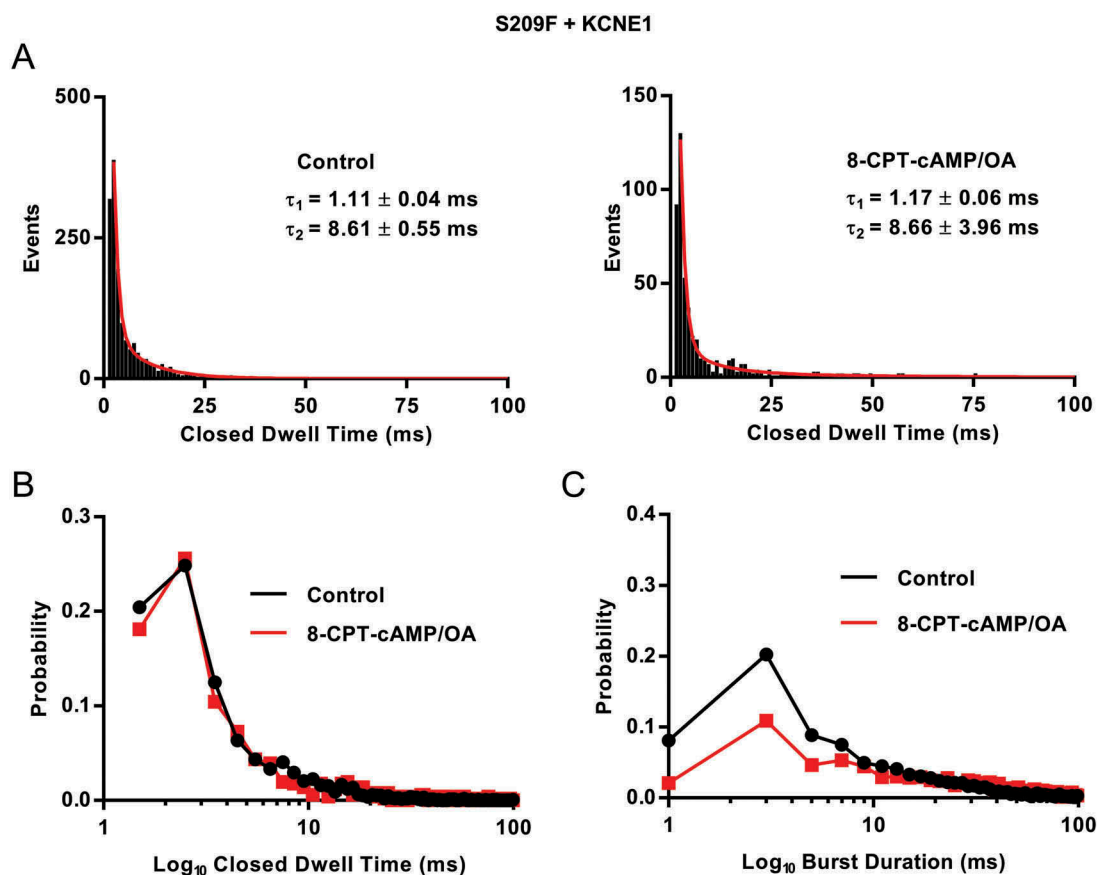 S209F + KCNE1
A
500
250
0
Events
Control
τ1 = 1.11 ± 0.04 ms
τ2 = 8.61 ± 0.55 ms
0 25 50 75 100
Closed Dwell Time (ms)
150
100
50
0
Events
8-CPT-cAMP/OA
τ1 = 1.17 ± 0.06 ms
τ2 = 8.66 ± 3.96 ms
0 25 50 75 100
Closed Dwell Time (ms)
B
0.3
0.2
0.1
0.0
Probability
Control
8-CPT-cAMP/OA
1 10 100
Log10 Closed Dwell Time (ms)
C
0.4
0.3
0.2
0.1
0.0
Probability
Control
8-CPT-cAMP/OA
1 10 100
Log10 Burst Duration (ms)